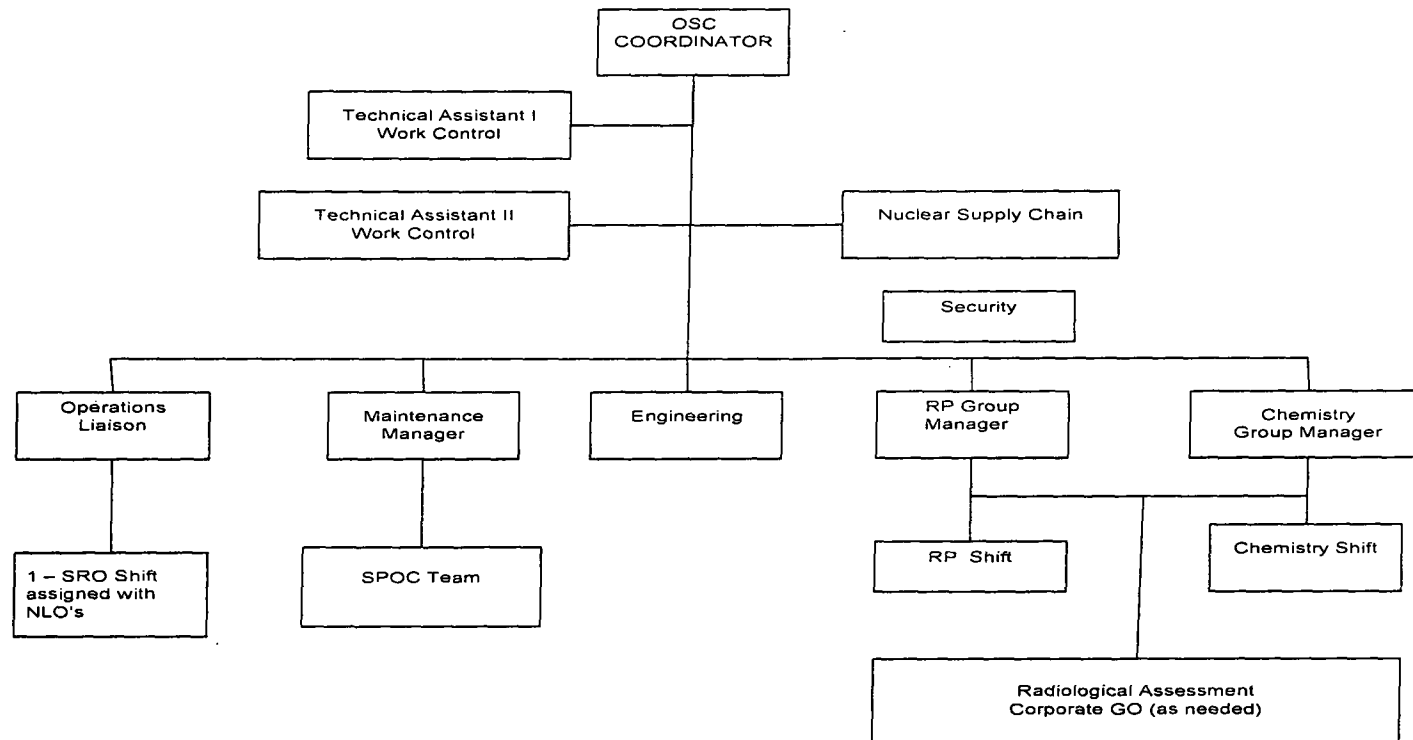 OSC
COORDINATOR
Technical Assistant I
Work Control
Technical Assistant II
Work Control
Nuclear Supply Chain
Security
Operations
Liaison
Maintenance
Manager
Engineering
RP Group
Manager
Chemistry
Group Manager
1 – SRO Shift
assigned with
NLO's
SPOC Team
RP Shift
Chemistry Shift
Radiological Assessment
Corporate GO (as needed)